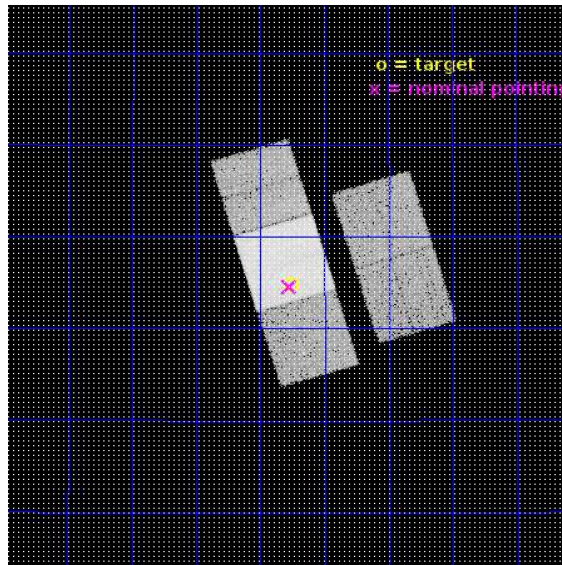 o = target
x = nominal pointing